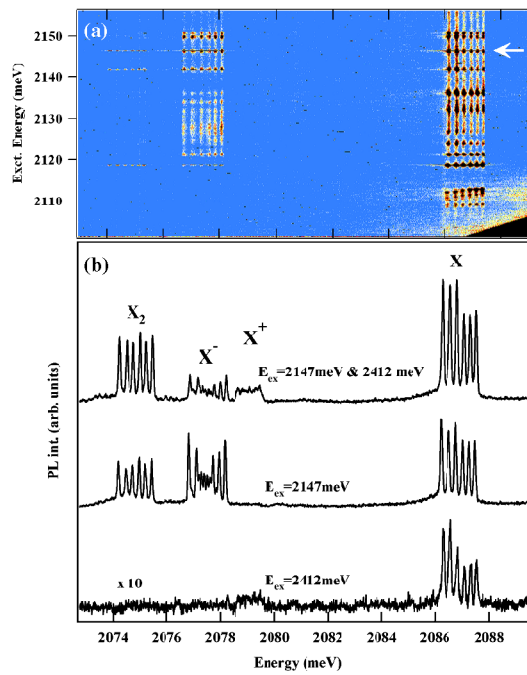 (a)
2150
2140
2130
2120
2110
Exct. Energy (meV)
(b)
X
X₂
X⁻
X⁺
Eₑₓ=2147meV & 2412 meV
Eₑₓ=2147meV
x 10
Eₑₓ=2412meV
PL int. (arb. units)
2074 2076 2078 2080 2082 2084 2086 2088
Energy (meV)